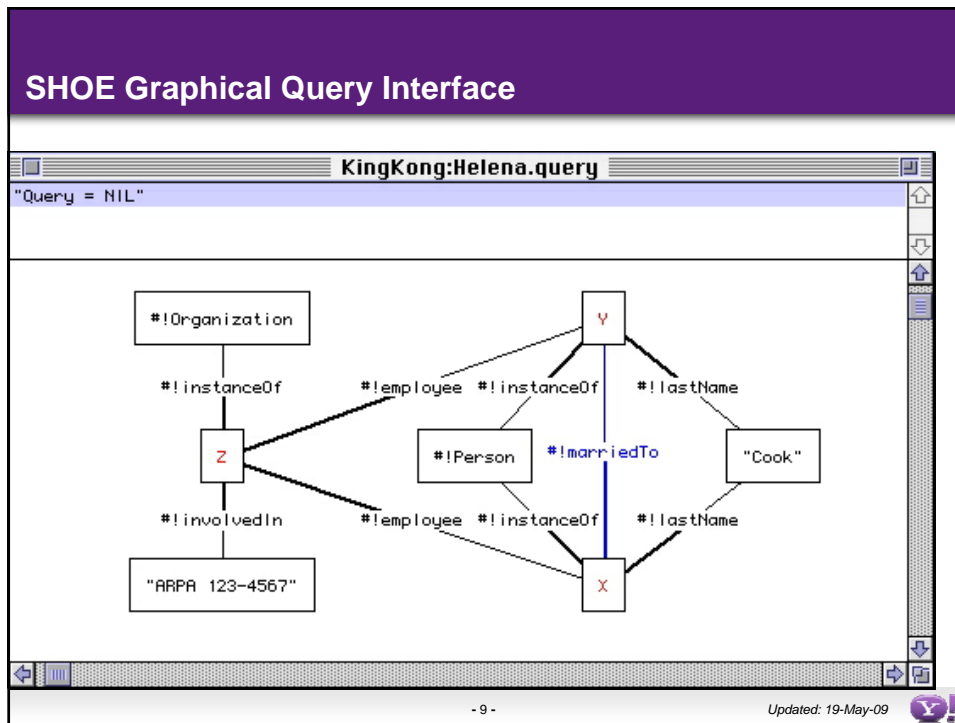 SHOE Graphical Query Interface
KingKong:Helena.query
"Query = NIL"
#!Organization
Y
#!instanceOf
#!employee
#!instanceOf
#!lastName
Z
#!Person
#!marriedTo
"Cook"
#!involvedIn
#!employee
#!instanceOf
#!lastName
"ARPA 123-4567"
X
- 9 -
Updated: 19-May-09
Y!